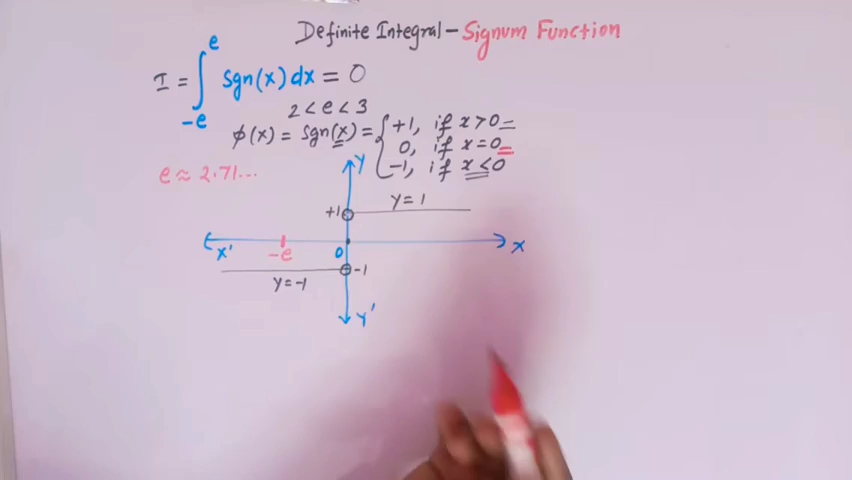 Definite Integral - Signum Function
I = ∫_{-e}^{e} Sgn(x) dx = 0
2 < e < 3
φ(x) = Sgn(x) = { +1, if x > 0
0, if x = 0
-1, if x < 0
e ≈ 2.71...
Y
+1
y = 1
X'
-e
0
X
-1
y = -1
Y'